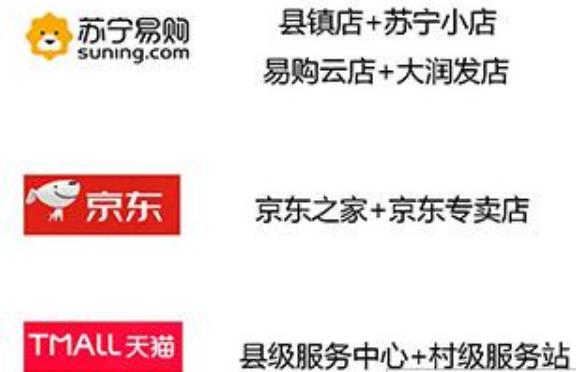 苏宁易购
suning.com
县镇店+苏宁小店
易购云店+大润发店
京东
京东之家+京东专卖店
TMALL天猫
县级服务中心+村级服务站